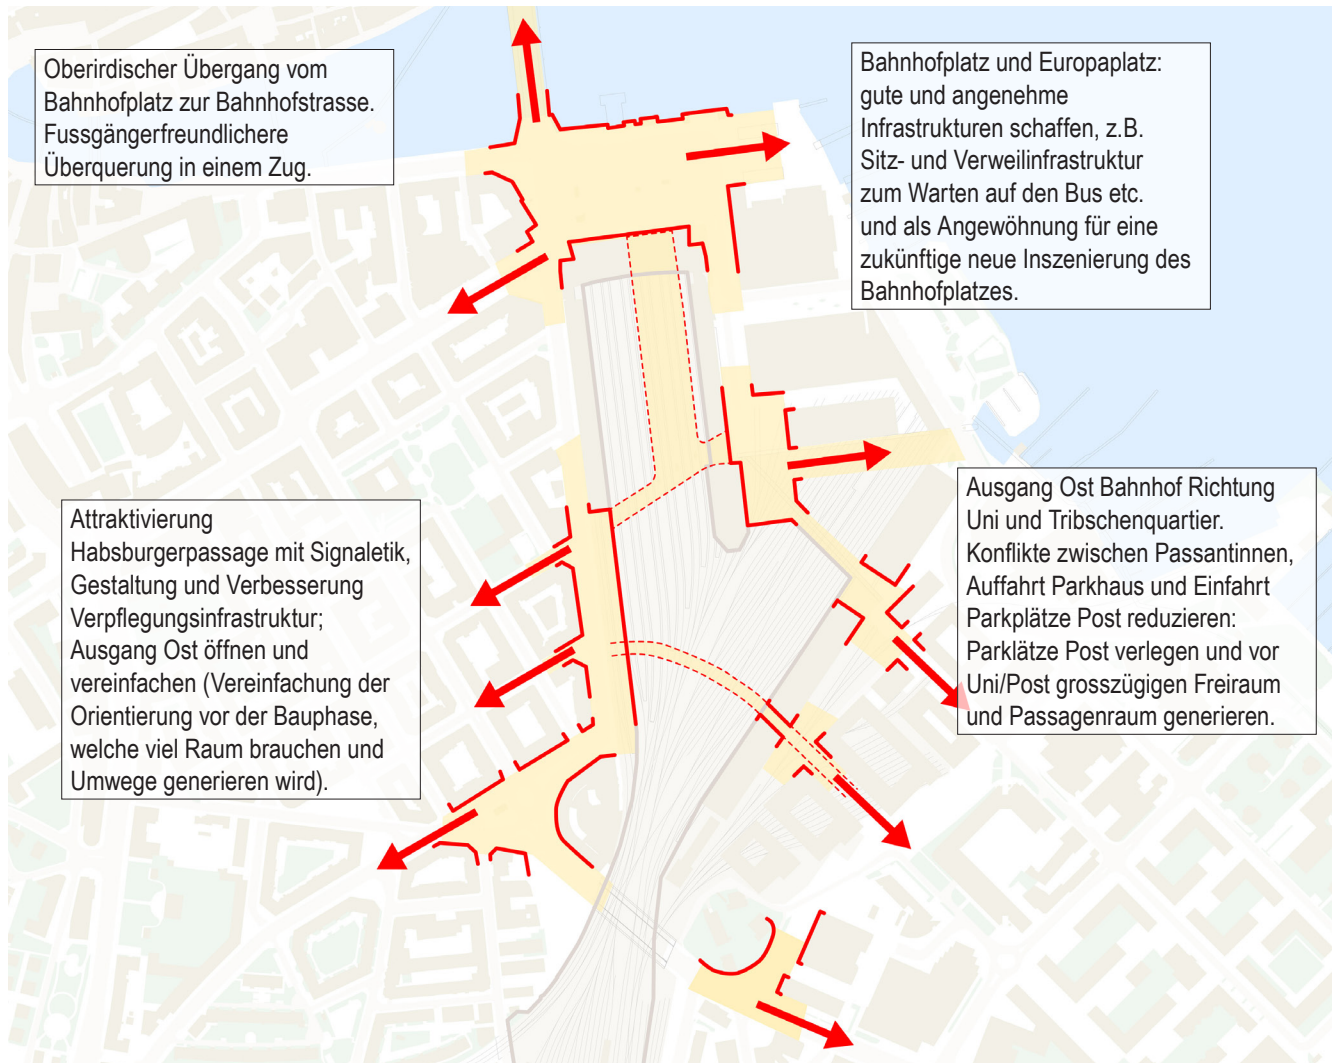 Oberirdischer Übergang vom
Bahnhofplatz zur Bahnhofstrasse.
Fussgängerfreundlichere
Überquerung in einem Zug.
Bahnhofplatz und Europaplatz:
gute und angenehme
Infrastrukturen schaffen, z.B.
Sitz- und Verweilinfrastruktur
zum Warten auf den Bus etc.
und als Angewöhnung für eine
zukünftige neue Inszenierung des
Bahnhofplatzes.
Attraktivierung
Habsburgerpassage mit Signaletik,
Gestaltung und Verbesserung
Verpflegungsinfrastruktur;
Ausgang Ost öffnen und
vereinfachen (Vereinfachung der
Orientierung vor der Bauphase,
welche viel Raum brauchen und
Umwege generieren wird).
Ausgang Ost Bahnhof Richtung
Uni und Tribschenquartier.
Konflikte zwischen Passantinnen,
Auffahrt Parkhaus und Einfahrt
Parkplätze Post reduzieren:
Parklätze Post verlegen und vor
Uni/Post grosszügigen Freiraum
und Passagenraum generieren.